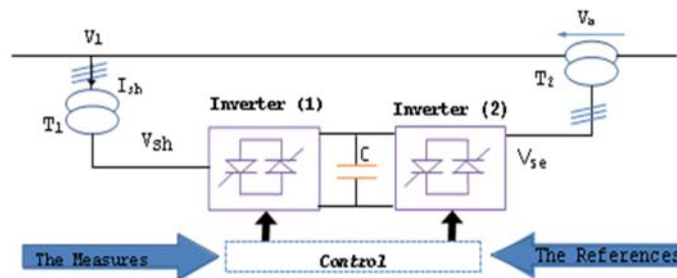 V1
Vs
Ish
T2
T1
Inverter (1)
Inverter (2)
Vsh
C
Vse
The Measures
Control
The References